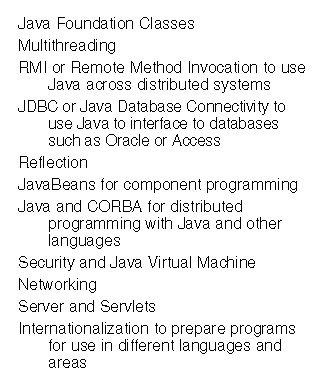 Java Foundation Classes
Multithreading
RMI or Remote Method Invocation to use
Java across distributed systems
JDBC or Java Database Connectivity to
use Java to interface to databases
such as Oracle or Access
Reflection
JavaBeans for component programming
Java and CORBA for distributed
programming with Java and other
languages
Security and Java Virtual Machine
Networking
Server and Servlets
Internationalization to prepare programs
for use in different languages and
areas